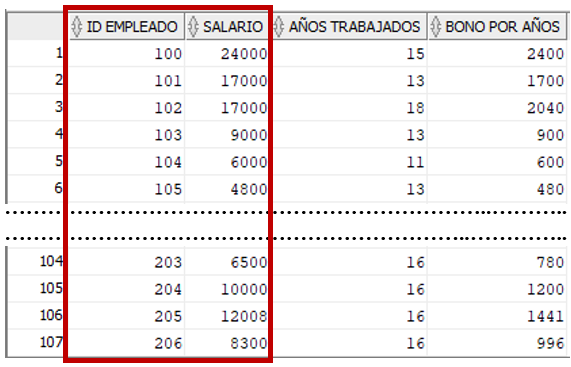 ID EMPLEADO SALARIO AÑOS TRABAJADOS BONO POR AÑOS
1 100 24000 15 2400
2 101 17000 13 1700
3 102 17000 18 2040
4 103 9000 13 900
5 104 6000 11 600
6 105 4800 13 480
104 203 6500 16 780
105 204 10000 16 1200
106 205 12008 16 1441
107 206 8300 16 996